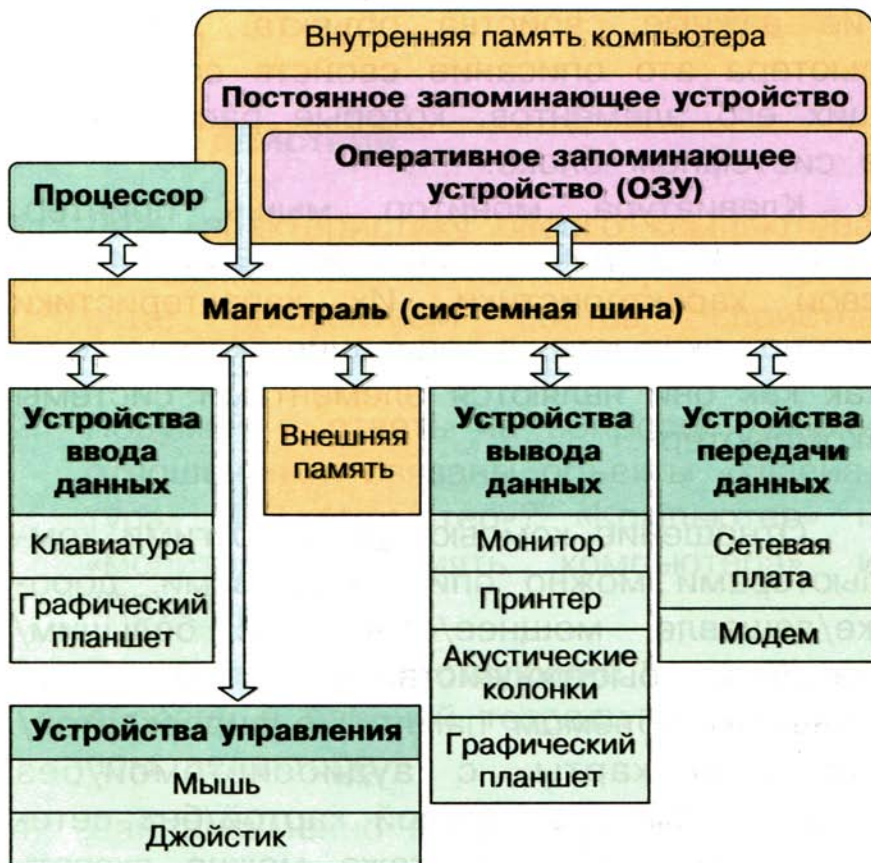 Внутренняя память компьютера
Постоянное запоминающее устройство
Оперативное запоминающее
устройство (ОЗУ)
Процессор
Магистраль (системная шина)
Устройства
ввода
данных
Клавиатура
Графический
планшет
Внешняя
память
Устройства
вывода
данных
Монитор
Принтер
Акустические
колонки
Графический
планшет
Устройства
передачи
данных
Сетевая
плата
Модем
Устройства управления
Мышь
Джойстик